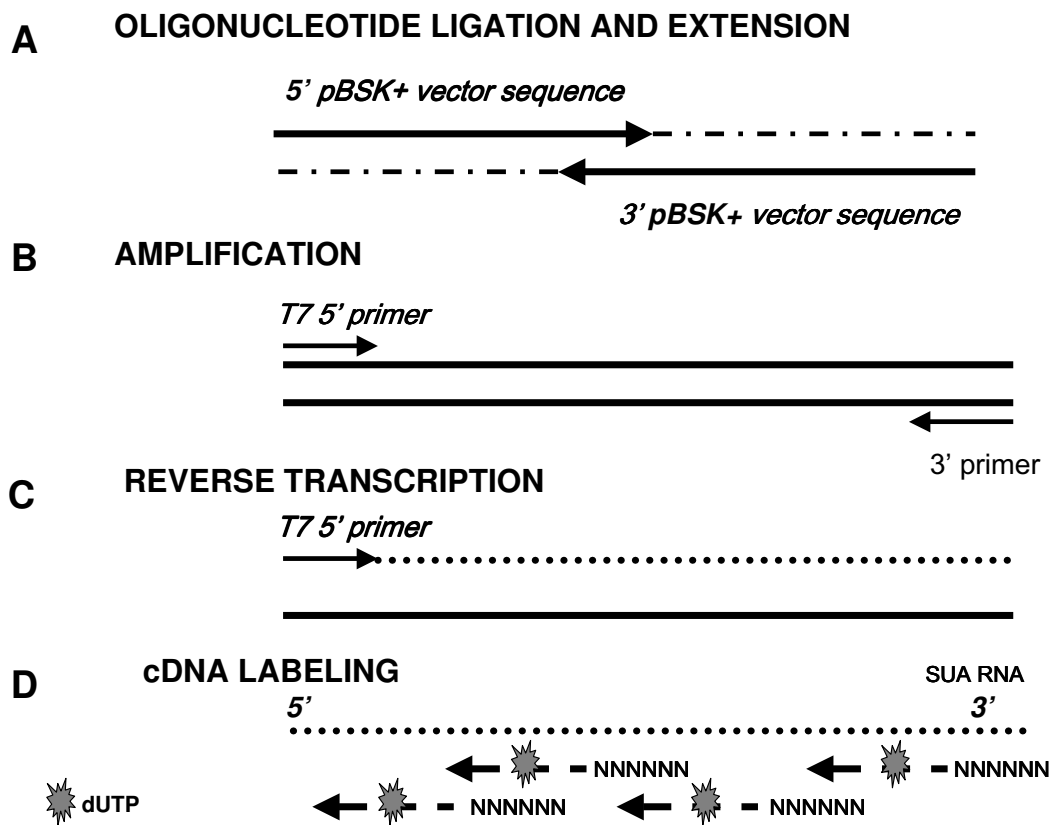 A OLIGONUCLEOTIDE LIGATION AND EXTENSION
5' pBSK+ vector sequence
3' pBSK+ vector sequence
B AMPLIFICATION
T7 5' primer
3' primer
C REVERSE TRANSCRIPTION
T7 5' primer
D cDNA LABELING SUA RNA
5' 3'
NNNNNN NNNNNN
dUTP NNNNNN NNNNNN